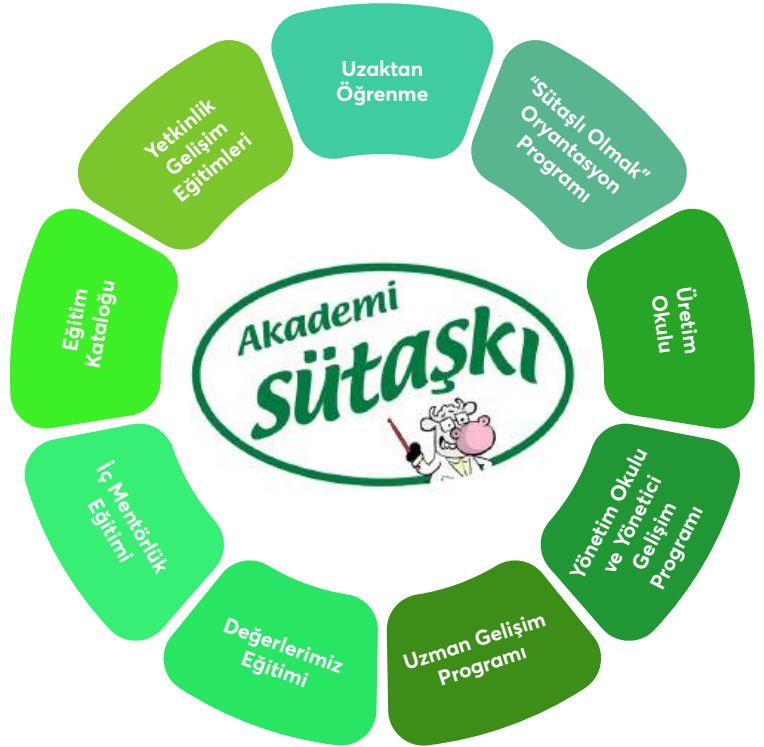 Uzaktan
Öğrenme
"Sütaşlı Olmak"
Oryantasyon
Programı
Üretim
Okulu
Yönetim Okulu
ve Yönetici
Gelişim
Programı
Uzman Gelişim
Programı
Değerlerimiz
Eğitimi
İç Mentörlük
Eğitimi
Eğitim
Kataloğu
Yetkinlik
Gelişim
Eğitimleri
Akademi
sütaşkı